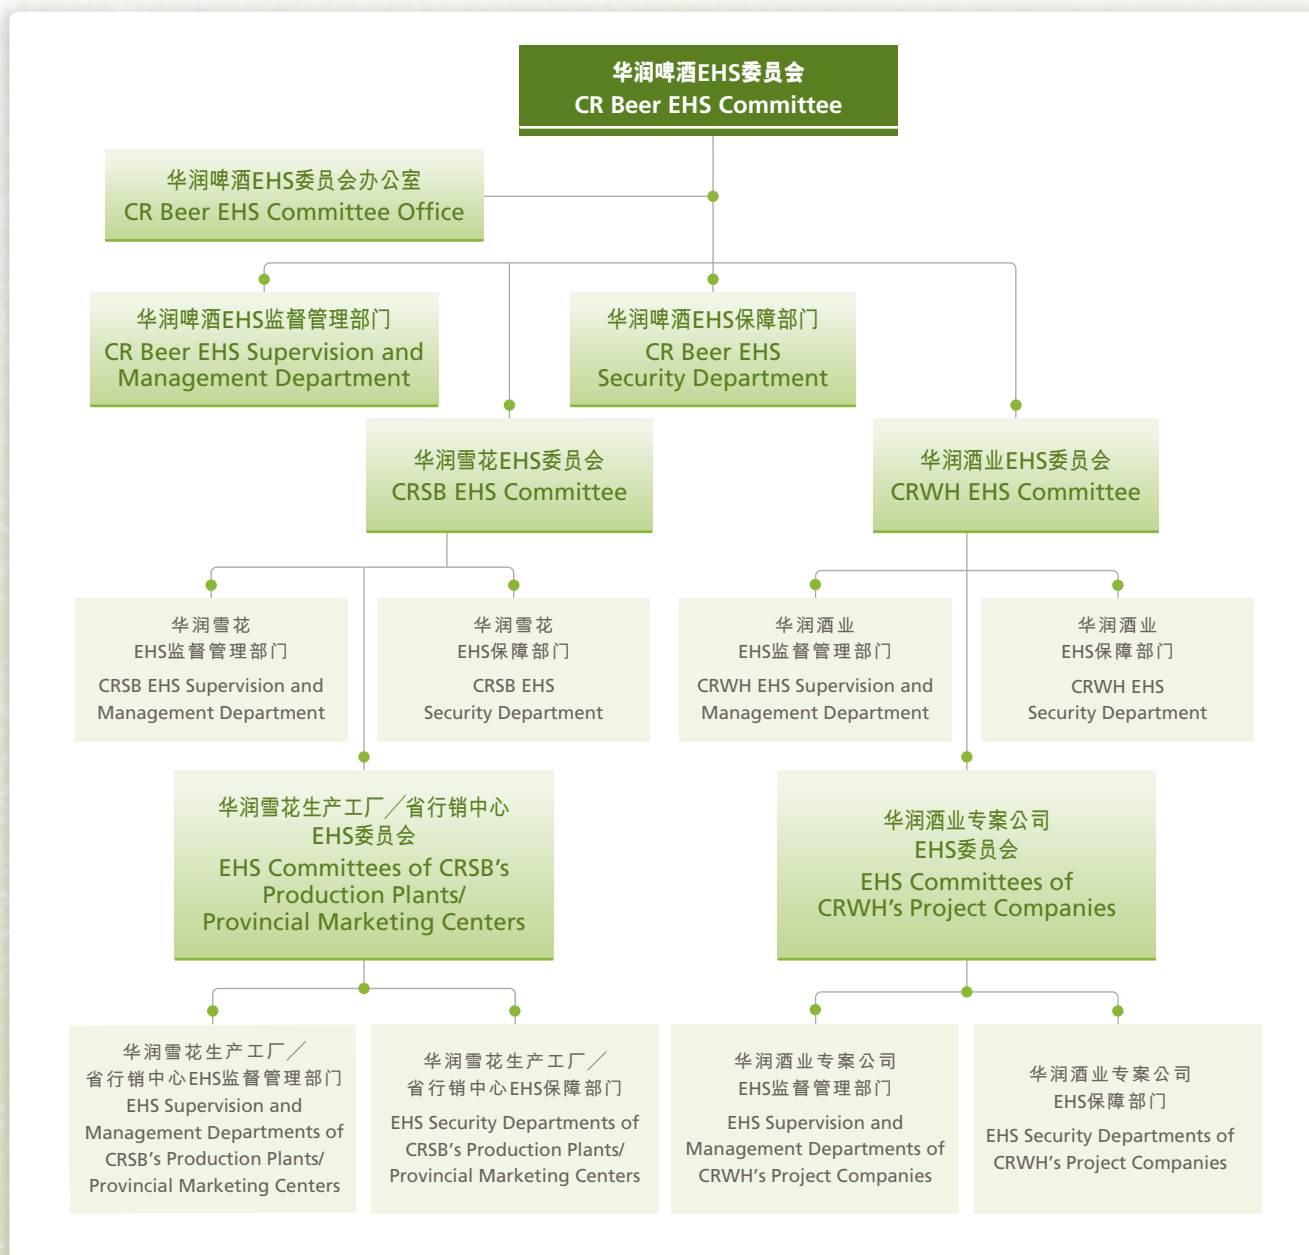 华润啤酒EHS委员会
CR Beer EHS Committee
华润啤酒EHS委员会办公室
CR Beer EHS Committee Office
华润啤酒EHS监督管理部门
CR Beer EHS Supervision and
Management Department
华润啤酒EHS保障部门
CR Beer EHS
Security Department
华润雪花EHS委员会
CRSB EHS Committee
华润酒业EHS委员会
CRWH EHS Committee
华润雪花
EHS监督管理部门
CRSB EHS Supervision and
Management Department
华润雪花
EHS保障部门
CRSB EHS
Security Department
华润酒业
EHS监督管理部门
CRWH EHS Supervision and
Management Department
华润酒业
EHS保障部门
CRWH EHS
Security Department
华润雪花生产工厂╱省行销中心
EHS委员会
EHS Committees of CRSB’s
Production Plants/
Provincial Marketing Centers
华润酒业专案公司
EHS委员会
EHS Committees of
CRWH’s Project Companies
华润雪花生产工厂╱
省行销中心EHS监督管理部门
EHS Supervision and
Management Departments of
CRSB’s Production Plants/
Provincial Marketing Centers
华润雪花生产工厂╱
省行销中心EHS保障部门
EHS Security Departments of
CRSB’s Production Plants/
Provincial Marketing Centers
华润酒业专案公司
EHS监督管理部门
EHS Supervision and
Management Departments of
CRWH’s Project Companies
华润酒业专案公司
EHS保障部门
EHS Security Departments of
CRWH’s Project Companies